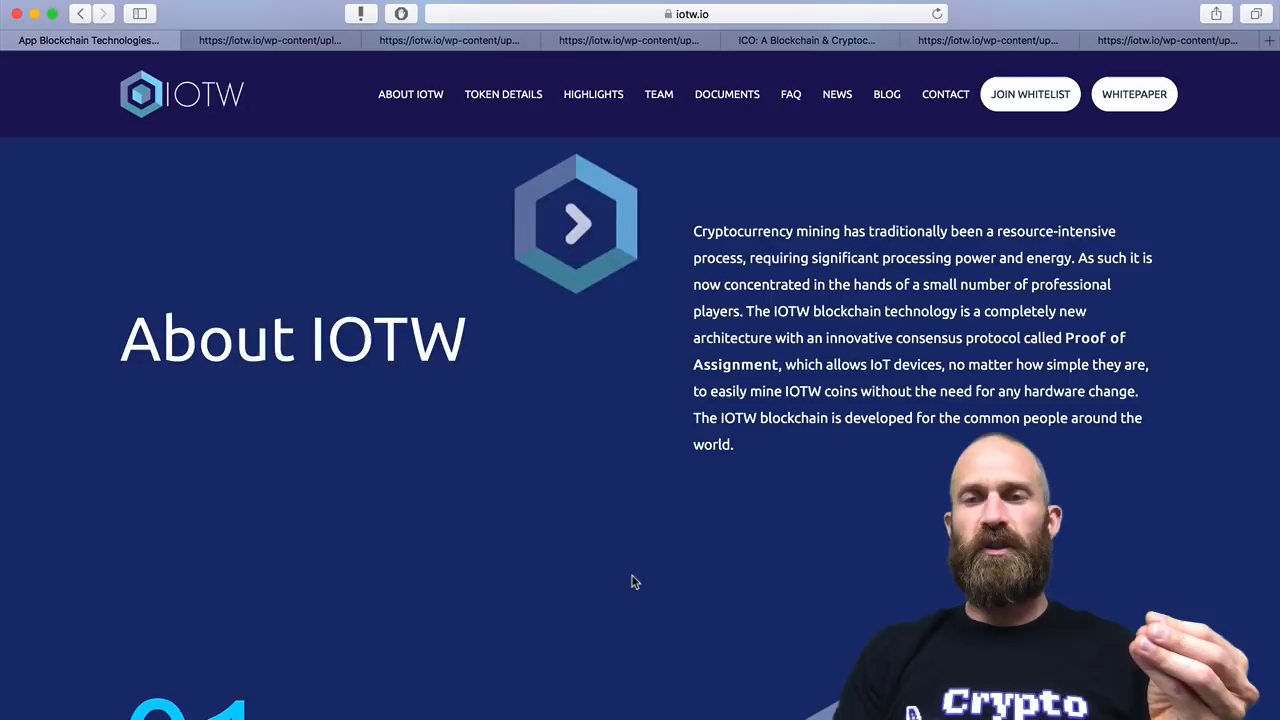 iotw.io
App Blockchain Technologies...
https://iotw.io/wp-content/upl...
https://iotw.io/wp-content/up...
https://iotw.io/wp-content/up...
ICO: A Blockchain & Cryptoc...
https://iotw.io/wp-content/up...
https://iotw.io/wp-content/up...
IOTW
ABOUT IOTW
TOKEN DETAILS
HIGHLIGHTS
TEAM
DOCUMENTS
FAQ
NEWS
BLOG
CONTACT
JOIN WHITELIST
WHITEPAPER
About IOTW
Cryptocurrency mining has traditionally been a resource-intensive
process, requiring significant processing power and energy. As such it is
now concentrated in the hands of a small number of professional
players. The IOTW blockchain technology is a completely new
architecture with an innovative consensus protocol called Proof of
Assignment, which allows IoT devices, no matter how simple they are,
to easily mine IOTW coins without the need for any hardware change.
The IOTW blockchain is developed for the common people around the
world.
01
Crypto